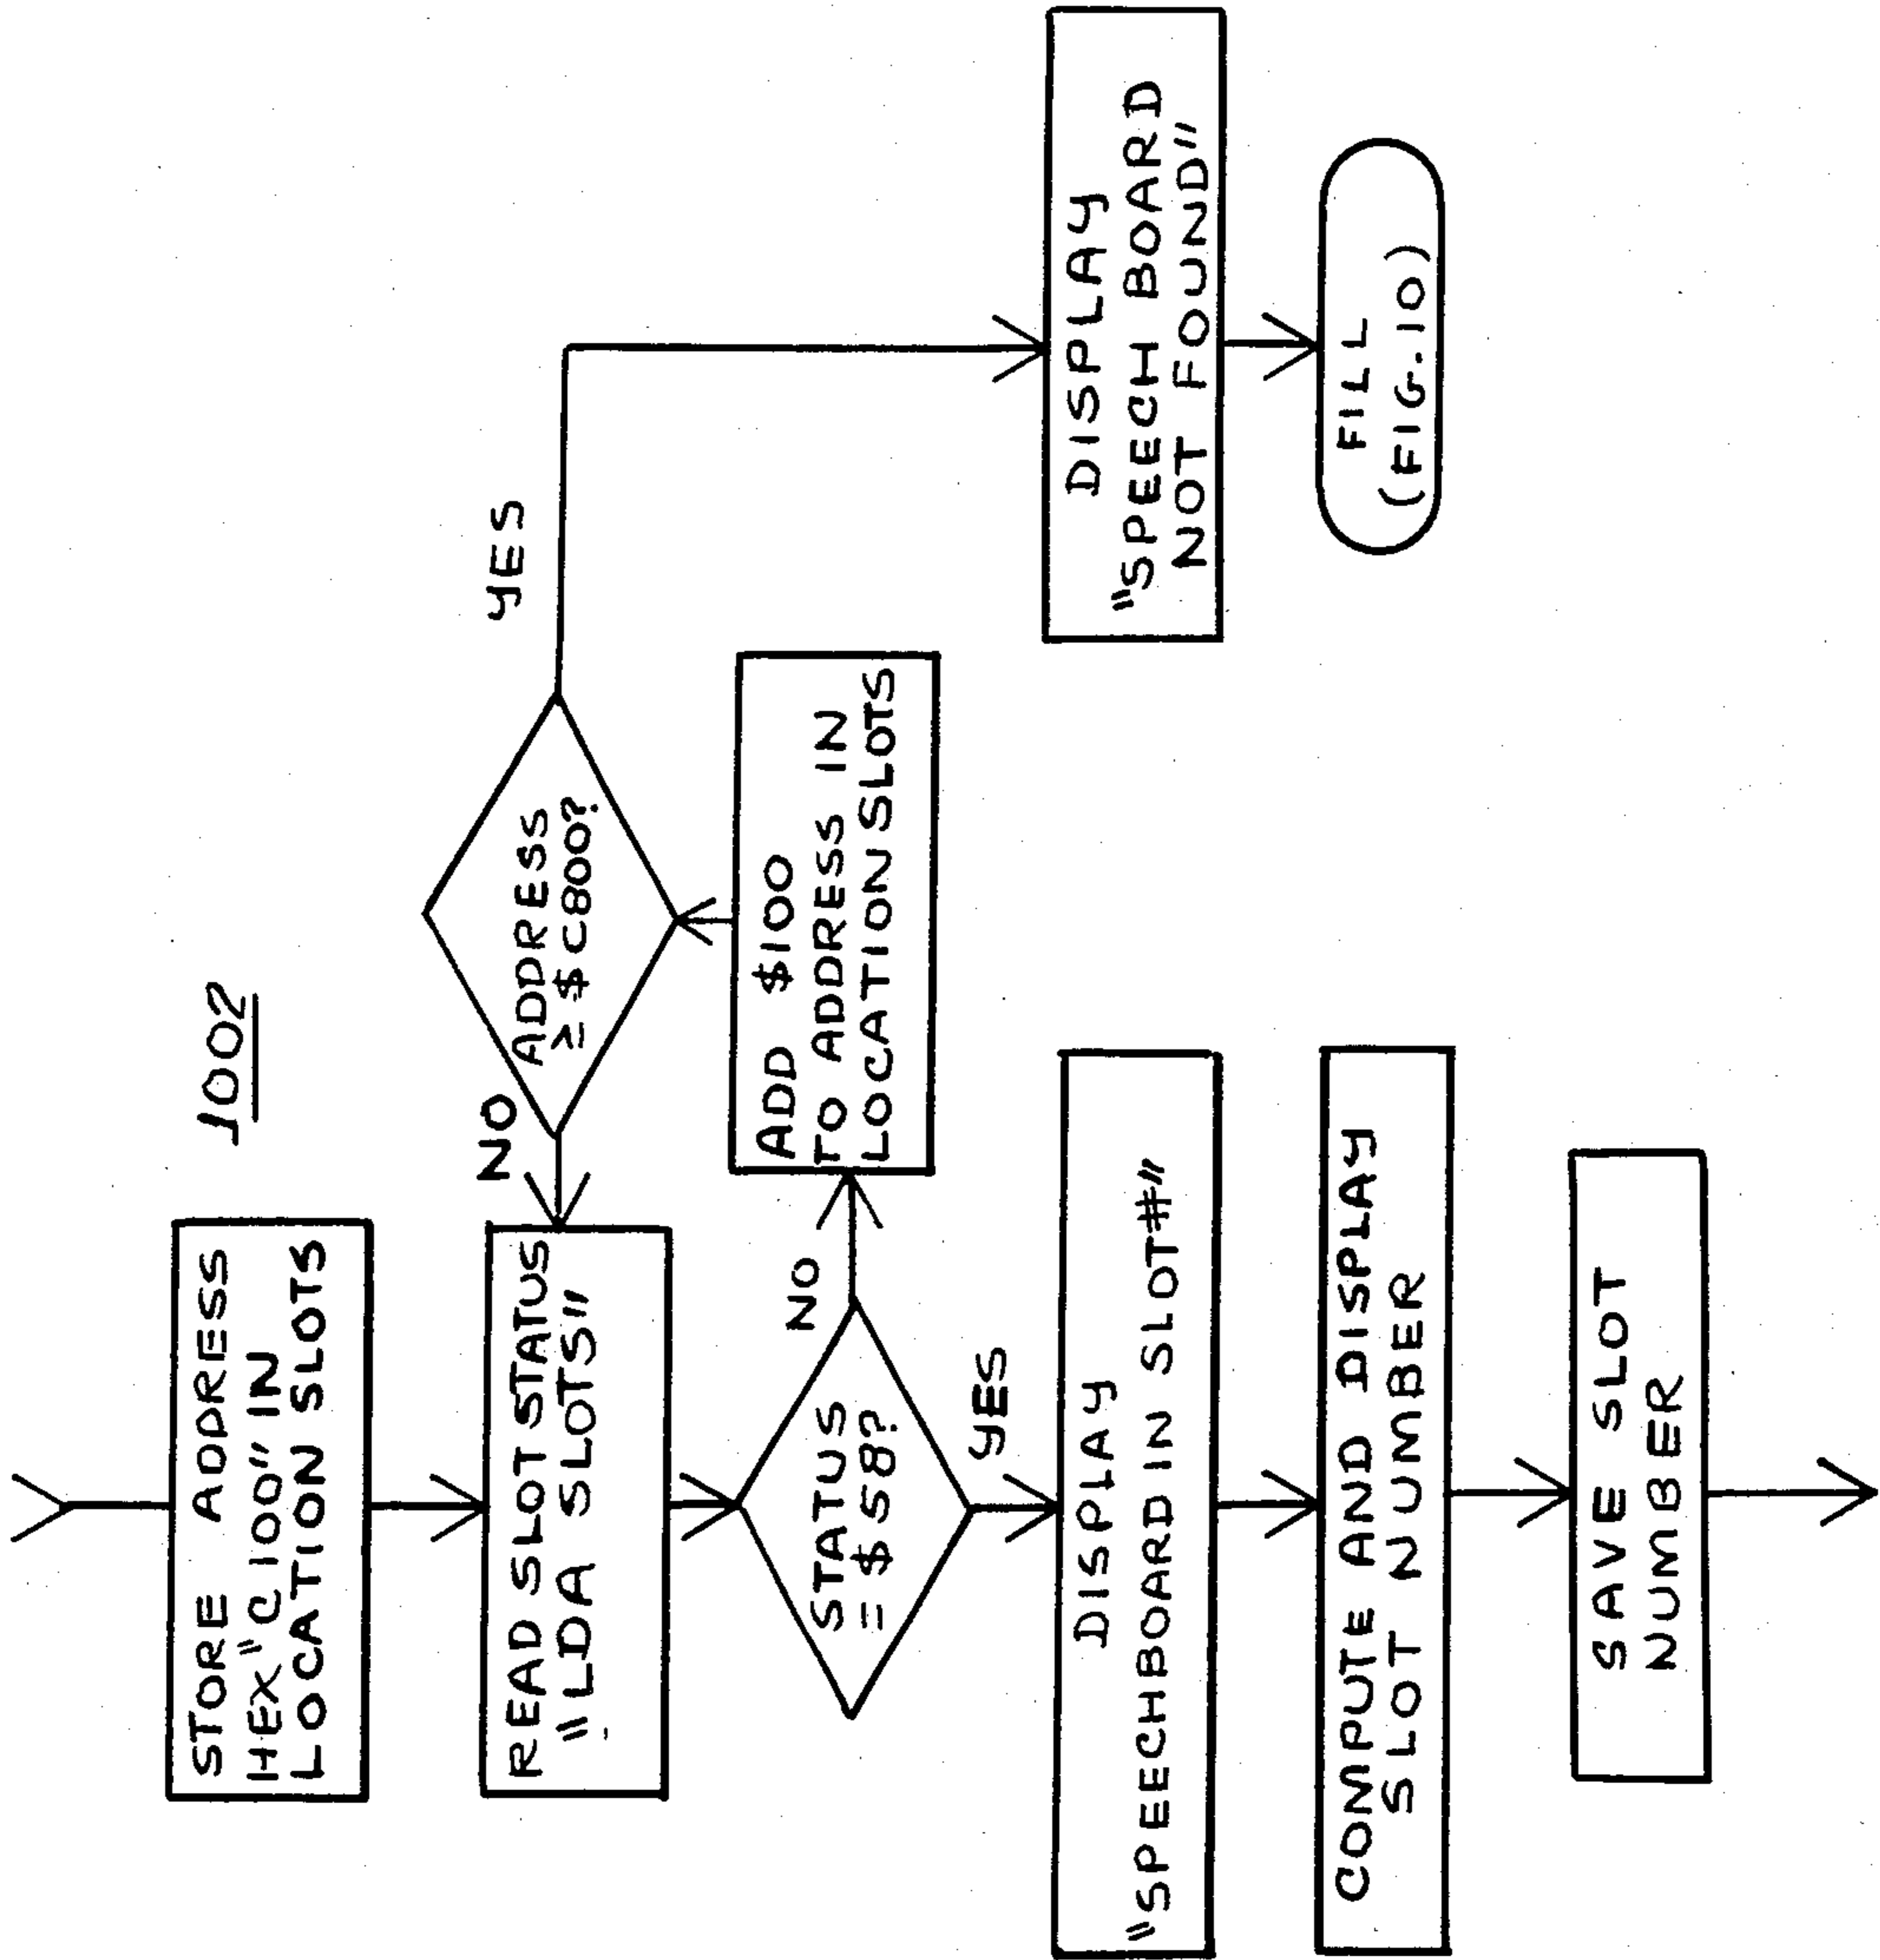 1002
STORE ADDRESS
HEX "C100" IN
LOCATION SLOTS
READ SLOT STATUS
"LDA SLOTS"
NO
ADDRESS
≥ $C800?
YES
STATUS
= $58?
NO
ADD $100
TO ADDRESS IN
LOCATION SLOTS
YES
DISPLAY
"SPEECHBOARD IN SLOT#"
DISPLAY
"SPEECH BOARD
NOT FOUND"
COMPUTE AND DISPLAY
SLOT NUMBER
FILL
(FIG.10)
SAVE SLOT
NUMBER